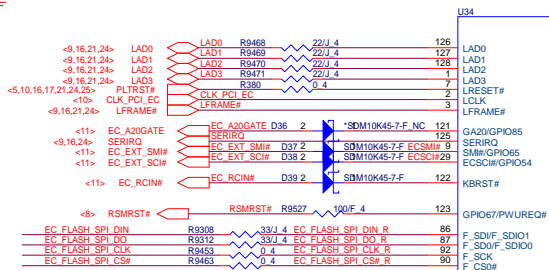 U34
<9,16,21,24> LAD0 LAD0 R9468 22/J_4 126 LAD0
<9,16,21,24> LAD1 LAD1 R9469 22/J_4 127 LAD1
<9,16,21,24> LAD2 LAD2 R9470 22/J_4 128 LAD2
<9,16,21,24> LAD3 LAD3 R9471 22/J_4 1 LAD3
<5,10,16,17,21,24,25> PLTRST# R380 0_4 7 LRESET#
<10> CLK_PCI_EC CLK_PCI_EC 2 LCLK
<9,16,21,24> LFRAME# LFRAME# 3 LFRAME#
<11> EC_A20GATE EC_A20GATE D36 2 *SDM10K45-7-F_NC 121 GA20/GPIO85
<9,16,24> SERIRQ SERIRQ 125 SERIRQ
<11> EC_EXT_SMI# EC_EXT_SMI# D37 2 SDM10K45-7-F ECSMI# 9 SMI#/GPIO65
<11> EC_EXT_SCI# EC_EXT_SCI# D38 2 SDM10K45-7-F ECSCI# 29 ECSCI#/GPIO54
<11> EC_RCIN# EC_RCIN# D39 2 SDM10K45-7-F 122 KBRST#
<8> RSMRST# RSMRST# R9527 100/F_4 123 GPIO67/PWUREQ#
EC_FLASH_SPI_DIN R9308 33/J_4 EC_FLASH_SPI_DIN_R 86 F_SDI/F_SDIO1
EC_FLASH_SPI_DO R9312 33/J_4 EC_FLASH_SPI_DO_R 87 F_SDO/F_SDIO0
EC_FLASH_SPI_CLK R9453 0_4 EC_FLASH_SPI_CLK_R 92 F_SCK
EC_FLASH_SPI_CS# R9463 0_4 EC_FLASH_SPI_CS#_R 90 F_CS0#